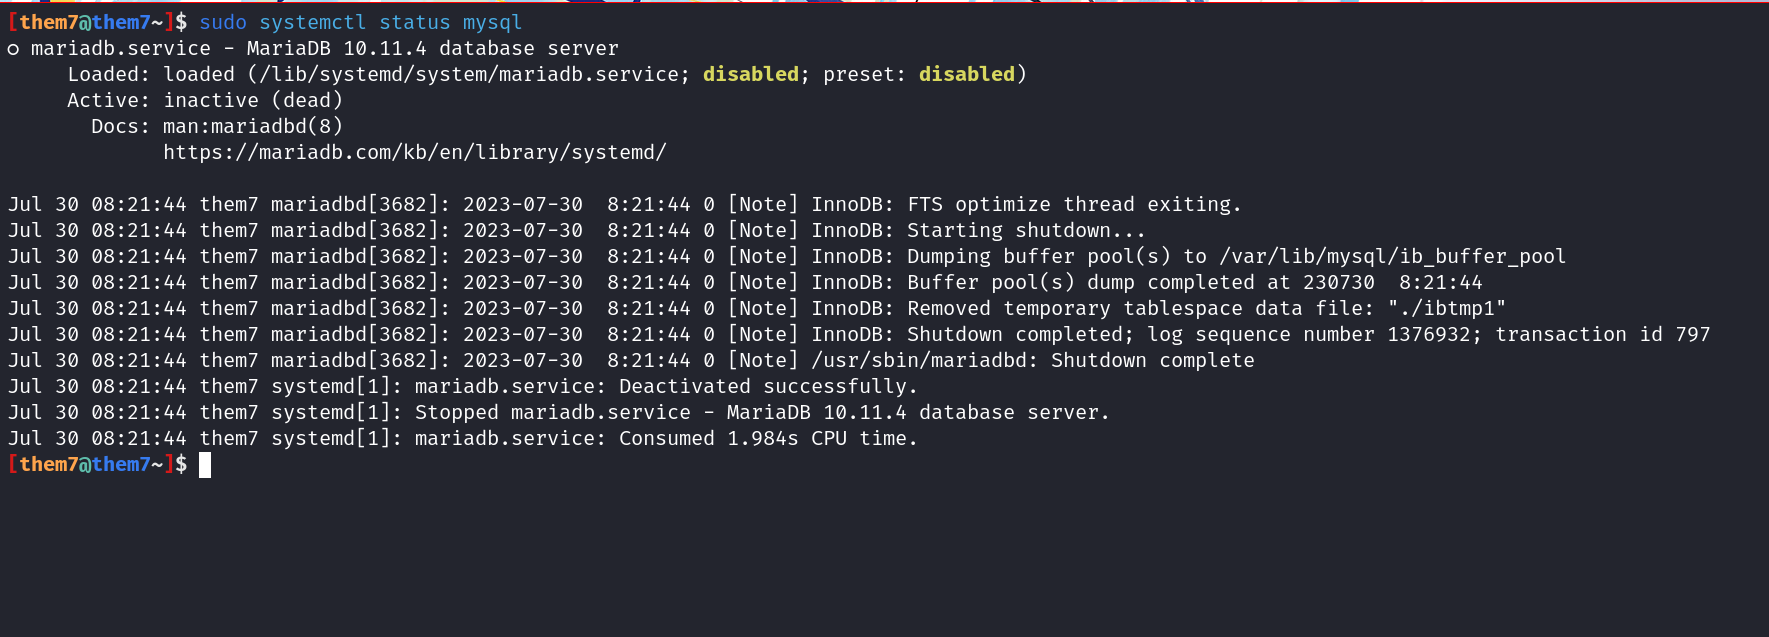 [them7@them7~]$ sudo systemctl status mysql
○ mariadb.service - MariaDB 10.11.4 database server
     Loaded: loaded (/lib/systemd/system/mariadb.service; disabled; preset: disabled)
     Active: inactive (dead)
       Docs: man:mariadbd(8)
             https://mariadb.com/kb/en/library/systemd/

Jul 30 08:21:44 them7 mariadbd[3682]: 2023-07-30  8:21:44 0 [Note] InnoDB: FTS optimize thread exiting.
Jul 30 08:21:44 them7 mariadbd[3682]: 2023-07-30  8:21:44 0 [Note] InnoDB: Starting shutdown...
Jul 30 08:21:44 them7 mariadbd[3682]: 2023-07-30  8:21:44 0 [Note] InnoDB: Dumping buffer pool(s) to /var/lib/mysql/ib_buffer_pool
Jul 30 08:21:44 them7 mariadbd[3682]: 2023-07-30  8:21:44 0 [Note] InnoDB: Buffer pool(s) dump completed at 230730  8:21:44
Jul 30 08:21:44 them7 mariadbd[3682]: 2023-07-30  8:21:44 0 [Note] InnoDB: Removed temporary tablespace data file: "./ibtmp1"
Jul 30 08:21:44 them7 mariadbd[3682]: 2023-07-30  8:21:44 0 [Note] InnoDB: Shutdown completed; log sequence number 1376932; transaction id 797
Jul 30 08:21:44 them7 mariadbd[3682]: 2023-07-30  8:21:44 0 [Note] /usr/sbin/mariadbd: Shutdown complete
Jul 30 08:21:44 them7 systemd[1]: mariadb.service: Deactivated successfully.
Jul 30 08:21:44 them7 systemd[1]: Stopped mariadb.service - MariaDB 10.11.4 database server.
Jul 30 08:21:44 them7 systemd[1]: mariadb.service: Consumed 1.984s CPU time.
[them7@them7~]$